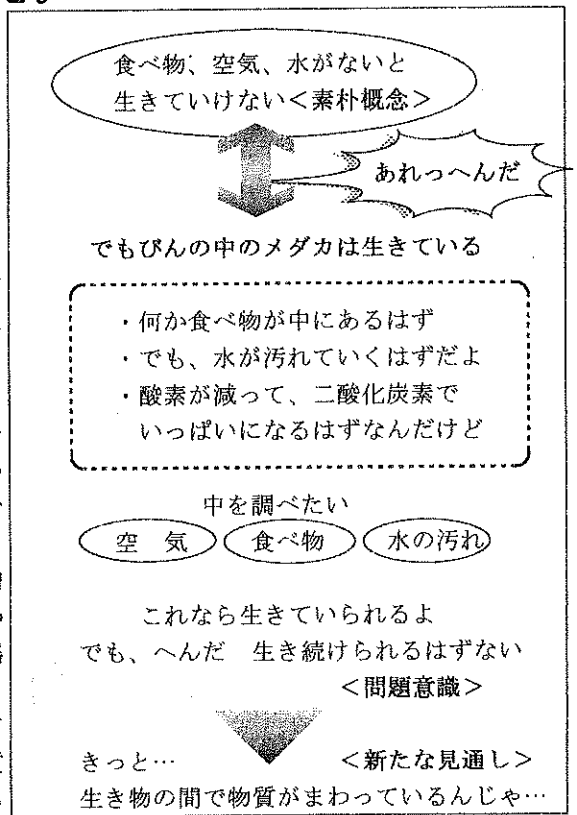 食べ物、空気、水がないと
生きていけない＜素朴概念＞
あれっへんだ
でもびんの中のメダカは生きている
・何か食べ物が中にあるはず
・でも、水が汚れていくはずだよ
・酸素が減って、二酸化炭素で
いっぱいになるはずなんだけど
中を調べたい
空　気　食べ物　水の汚れ
これなら生きていられるよ
でも、へんだ　生き続けられるはずない
＜問題意識＞
きっと…　＜新たな見通し＞
生き物の間で物質がまわっているんじゃ…